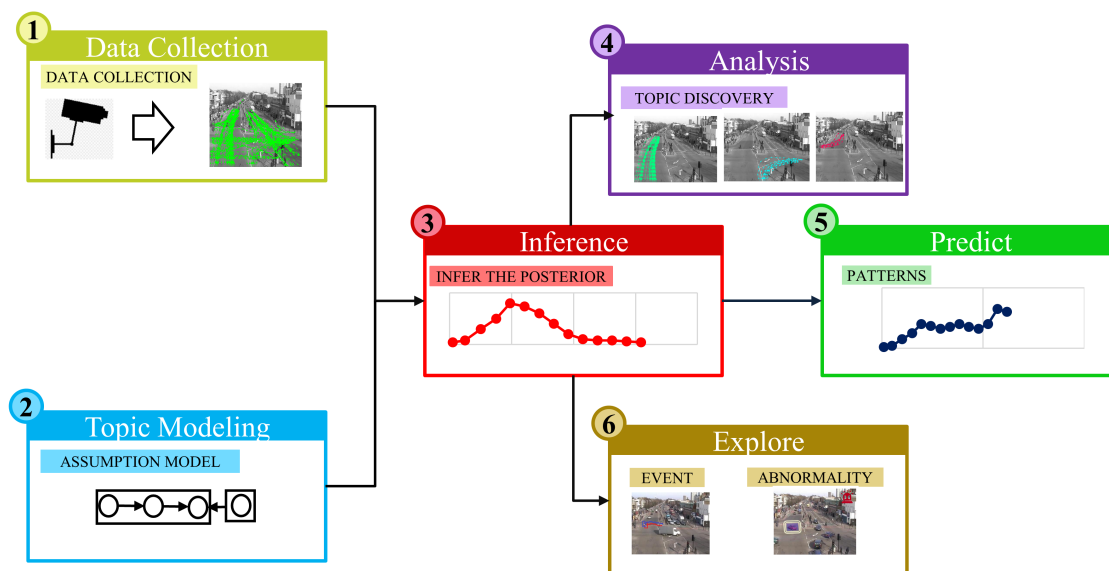 1
Data Collection
DATA COLLECTION
2
Topic Modeling
ASSUMPTION MODEL
3
Inference
INFER THE POSTERIOR
4
Analysis
TOPIC DISCOVERY
5
Predict
PATTERNS
6
Explore
EVENT
ABNORMALITY